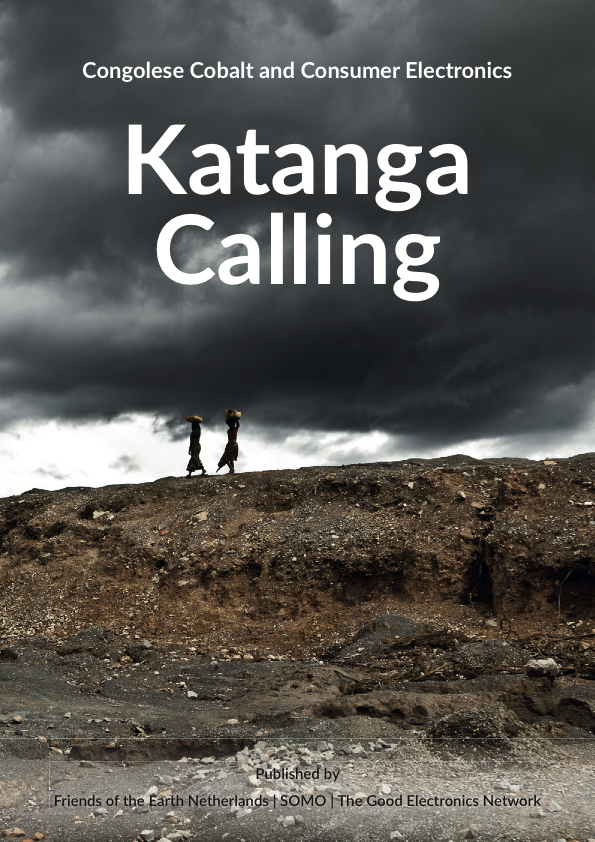 Congolese Cobalt and Consumer Electronics
Katanga
Calling
Published by
Friends of the Earth Netherlands | SOMO | The Good Electronics Network